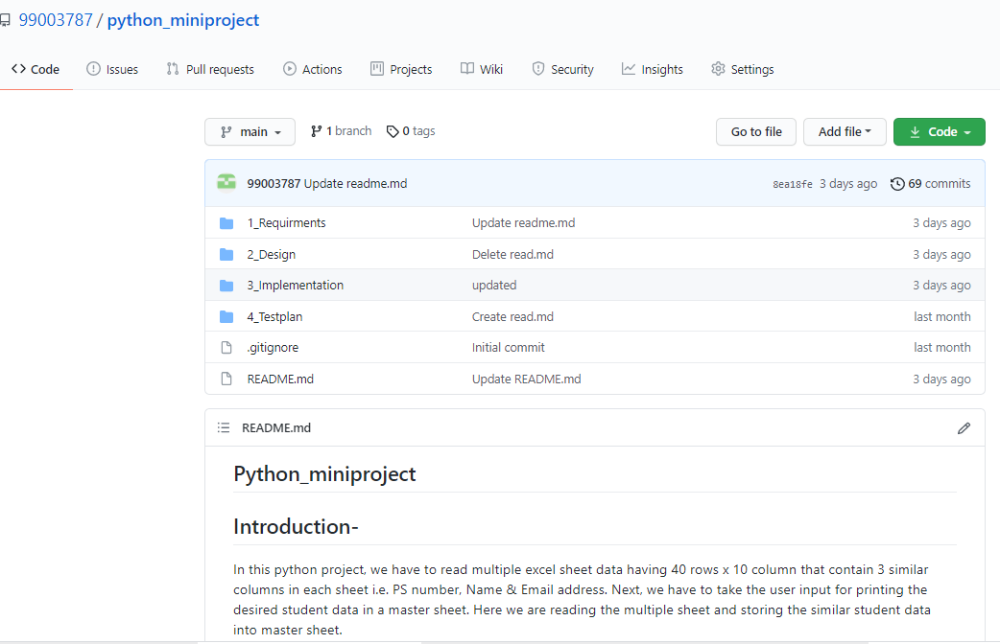 99003787 / python_miniproject
Code Issues Pull requests Actions Projects Wiki Security Insights Settings
main 1 branch 0 tags Go to file Add file Code
99003787 Update readme.md 8ea18fe 3 days ago 69 commits
1_Requirments Update readme.md 3 days ago
2_Design Delete read.md 3 days ago
3_Implementation updated 3 days ago
4_Testplan Create read.md last month
.gitignore Initial commit last month
README.md Update README.md 3 days ago
README.md
Python_miniproject
Introduction-
In this python project, we have to read multiple excel sheet data having 40 rows x 10 column that contain 3 similar
columns in each sheet i.e. PS number, Name & Email address. Next, we have to take the user input for printing the
desired student data in a master sheet. Here we are reading the multiple sheet and storing the similar student data
into master sheet.